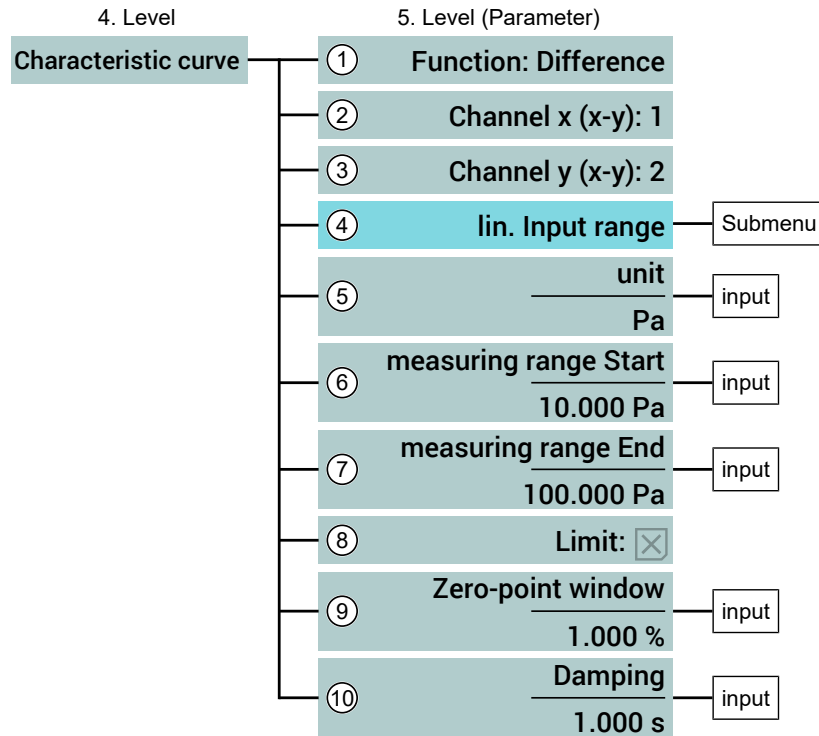 4. Level
5. Level (Parameter)
Characteristic curve
1 Function: Difference
2 Channel x (x-y): 1
3 Channel y (x-y): 2
4 lin. Input range Submenu
5 unit
Pa
input
6 measuring range Start
10.000 Pa
input
7 measuring range End
100.000 Pa
input
8 Limit:
9 Zero-point window
1.000 %
input
10 Damping
1.000 s
input